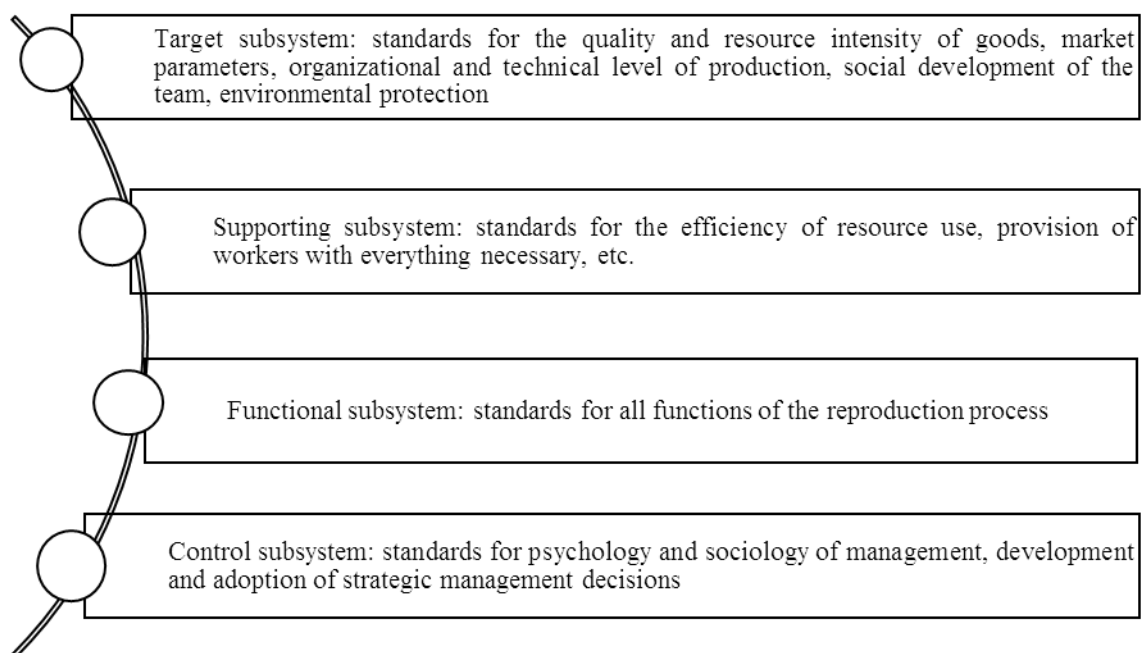 Target subsystem: standards for the quality and resource intensity of goods, market
parameters, organizational and technical level of production, social development of the
team, environmental protection
Supporting subsystem: standards for the efficiency of resource use, provision of
workers with everything necessary, etc.
Functional subsystem: standards for all functions of the reproduction process
Control subsystem: standards for psychology and sociology of management, development
and adoption of strategic management decisions